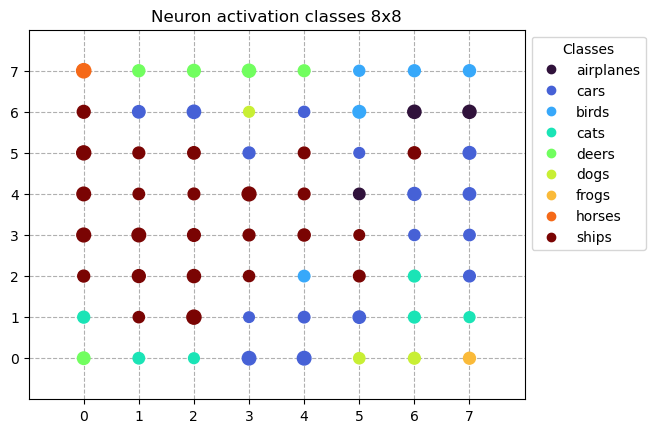 Neuron activation classes 8x8
7
6
5
4
3
2
1
0
0 1 2 3 4 5 6 7
Classes
airplanes
cars
birds
cats
deers
dogs
frogs
horses
ships